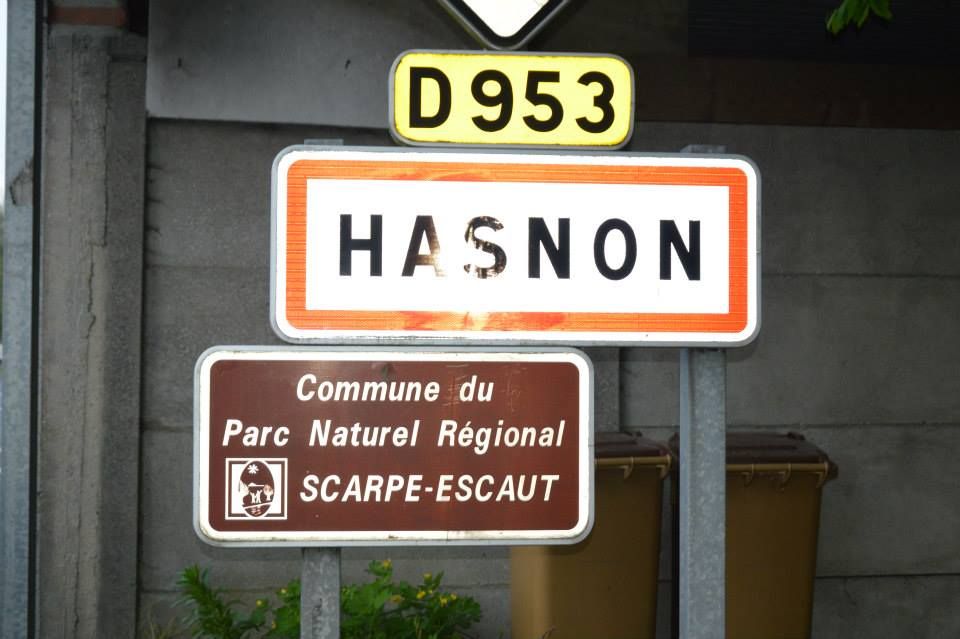 D953
HASNON
Commune du
Parc Naturel Régional
SCARPE-ESCAUT